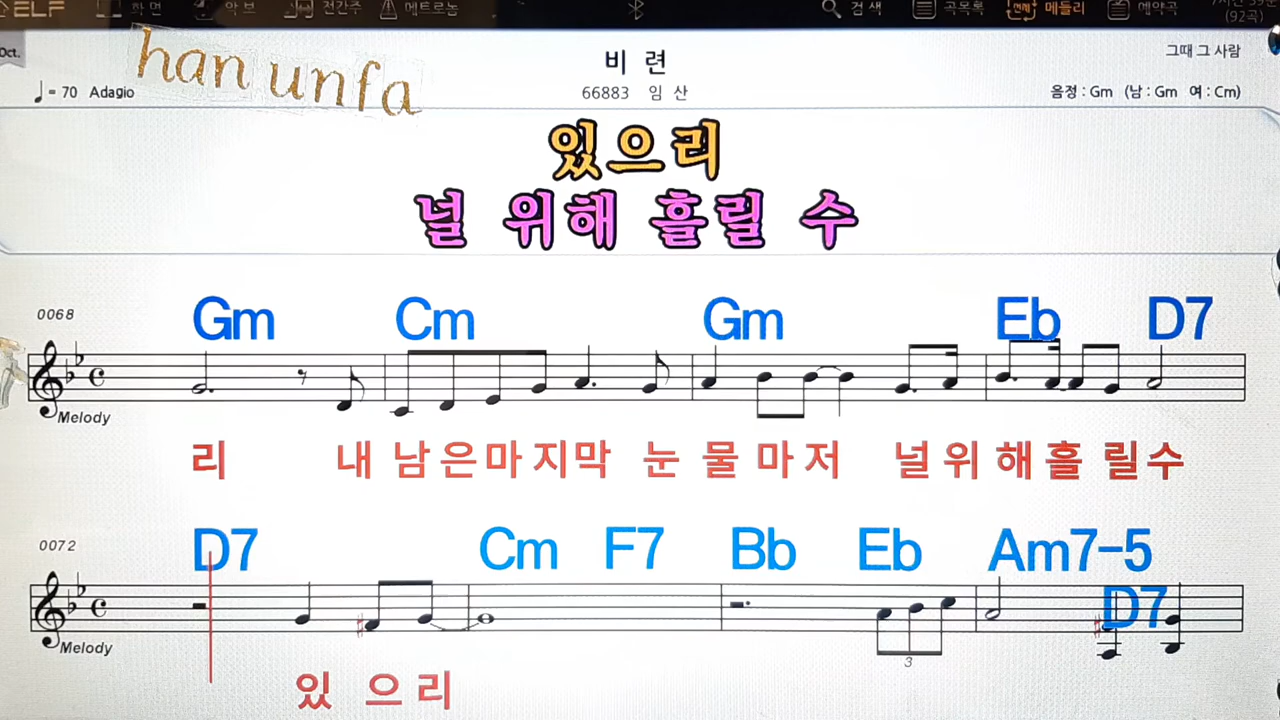 ELF 화면 악보 전간주 메트로놈 검색 곡목록 전체 메들리 예약곡
(92곡)
Oct.
han unfa
비 련
그때 그 사람
= 70 Adagio
66883 임 산
음정 : Gm (남 : Gm 여 : Cm)
있으리
널 위해 흘릴 수
0068
Gm Cm Gm Eb D7
Melody
리 내 남은마지막 눈 물 마 저 널위 해흘 릴수
0072
D7 Cm F7 Bb Eb Am7-5
D7
Melody
3
있 으 리